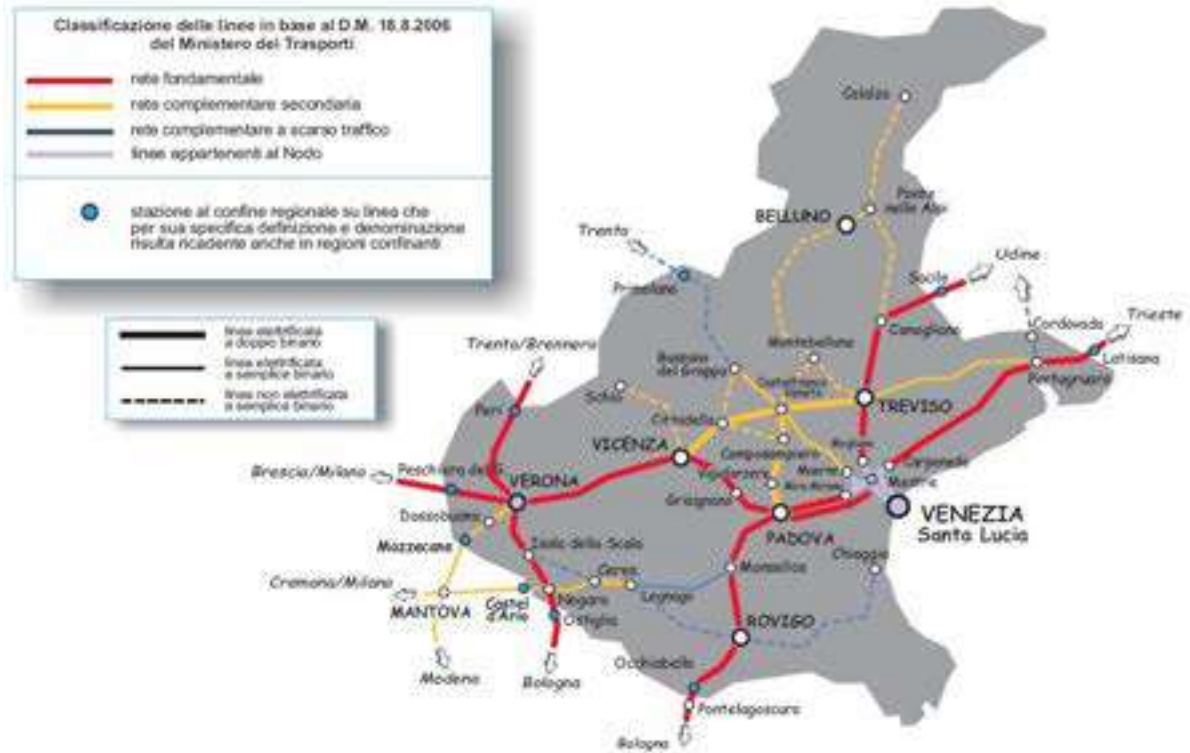 Classificazione delle linee in base al D.M. 18.8.2006
del Ministero dei Trasporti
rete fondamentale
rete complementare secondaria
rete complementare a scarso traffico
linee appartenenti al Nodo
stazione al confine regionale su linea che
per sua specifica definizione e denominazione
risulta ricadente anche in regioni confinanti
linea elettrificata
a doppio binario
linea elettrificata
a semplice binario
linea non elettrificata
a semplice binario
Calalzo
Ponte
nelle Alpi
BELLUNO
Trento
Primolano
Udine
Sacile
Conegliano
Cordovado
Trieste
Latisana
Portogruaro
Trento/Brennero
Bassano
del Grappa
Montebelluna
Castelfranco
Veneto
Schio
Peri
Cittadella
TREVISO
VICENZA
Camposampiero
Vigodarzere
Maerne
Carpenedo
Mestre
Brescia/Milano
Peschiera del G.
VERONA
Grisignano
PADOVA
VENEZIA
Santa Lucia
Dossobuono
Mozzecane
Isola della Scala
Cerea
Monselice
Chioggia
Cremona/Milano
MANTOVA
Castel
d'Ario
Nogara
Legnago
Ostiglia
ROVIGO
Modena
Bologna
Occhiobello
Pontelagoscuro
Bologna